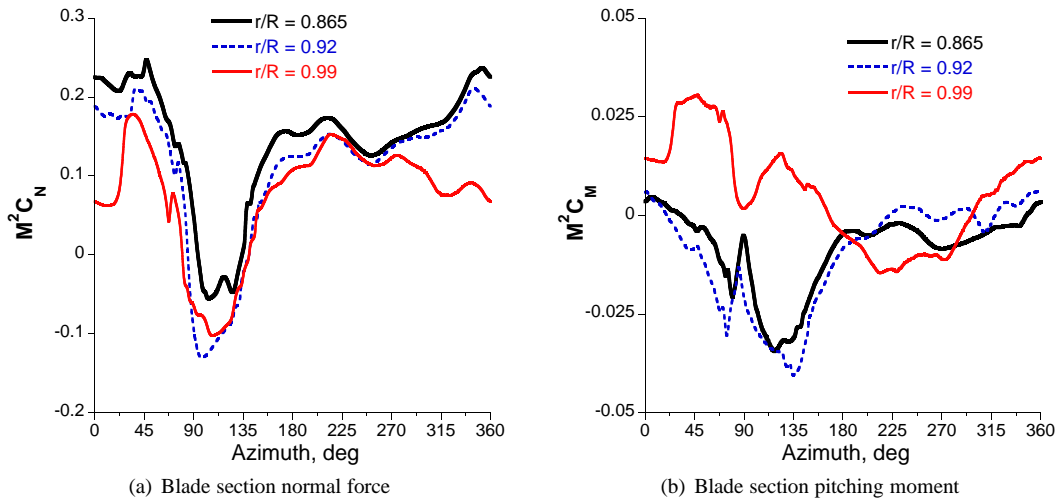 0.3
0.2
0.1
0
-0.1
-0.2
M²C_N
r/R = 0.865
r/R = 0.92
r/R = 0.99
0 45 90 135 180 225 270 315 360
Azimuth, deg
(a) Blade section normal force
0.05
0.025
0
-0.025
-0.05
M²C_M
r/R = 0.865
r/R = 0.92
r/R = 0.99
0 45 90 135 180 225 270 315 360
Azimuth, deg
(b) Blade section pitching moment